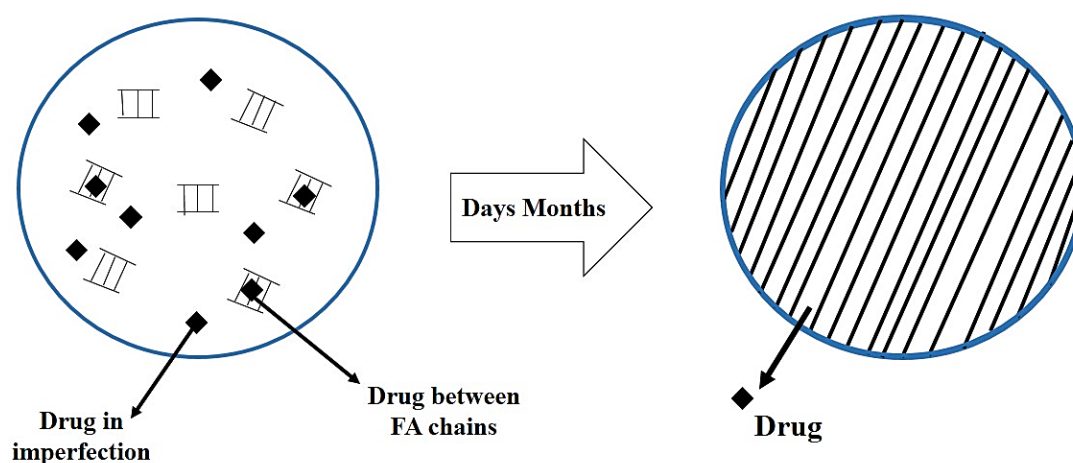 Days Months
Drug between
FA chains
Drug in
imperfection
Drug